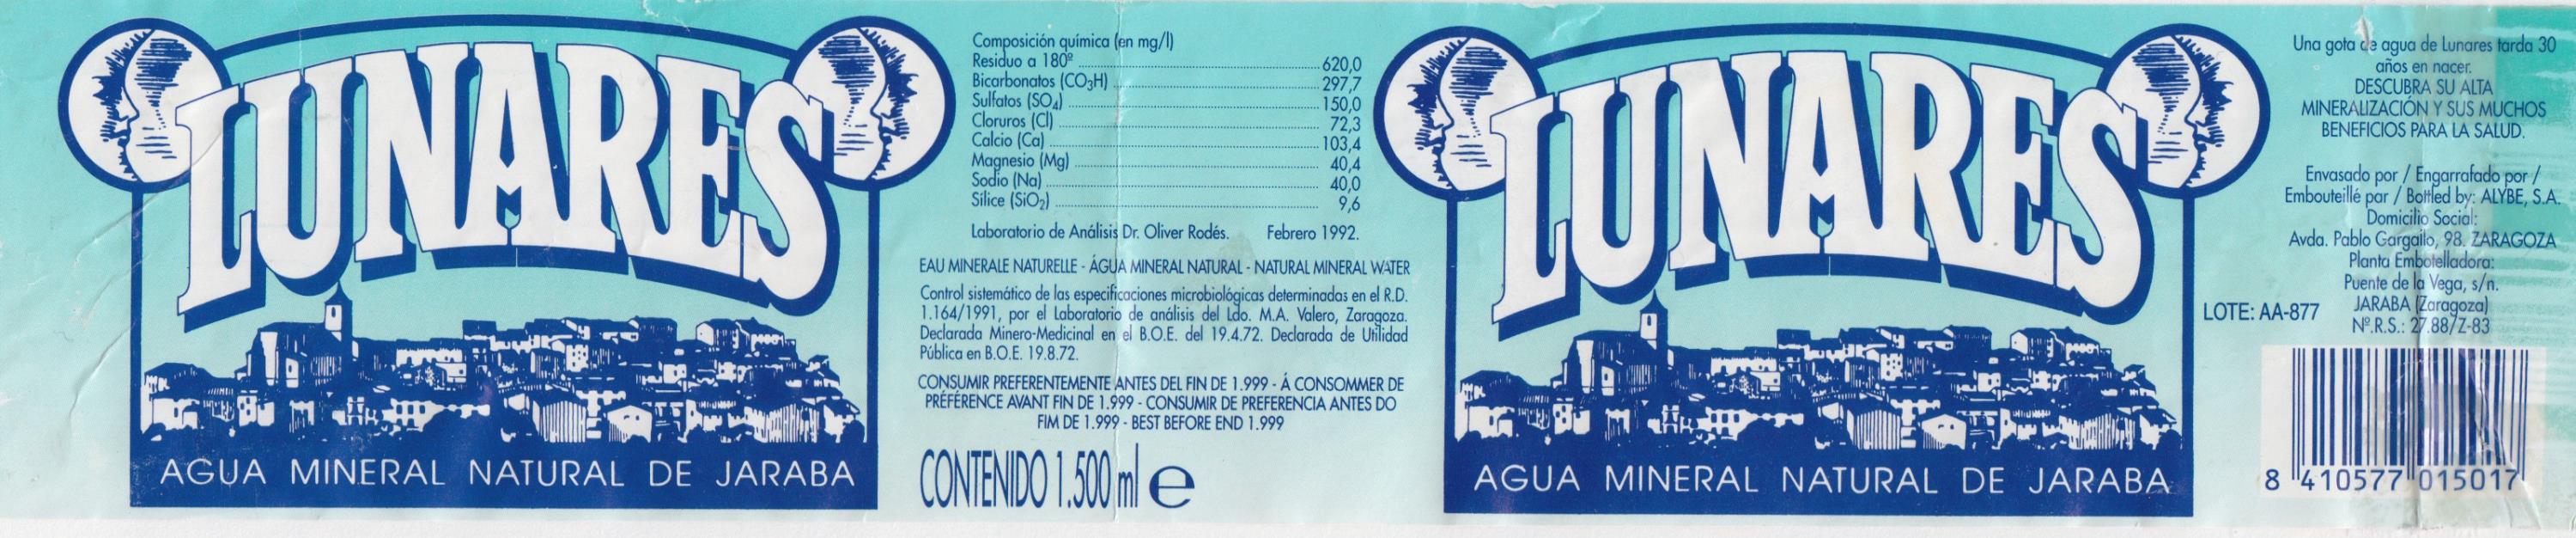 LUNARES
AGUA MINERAL NATURAL DE JARABA
Composición química (en mg/l)
Residuo a 180º 620,0
Bicarbonatos (CO3H) 297,7
Sulfatos (SO4) 150,0
Cloruros (Cl) 72,3
Calcio (Ca) 103,4
Magnesio (Mg) 40,4
Sodio (Na) 40,0
Sílice (SiO2) 9,6
Laboratorio de Análisis Dr. Oliver Rodés. Febrero 1992.
EAU MINERALE NATURELLE - ÁGUA MINERAL NATURAL - NATURAL MINERAL WATER
Control sistemático de las especificaciones microbiológicas determinadas en el R.D.
1.164/1991, por el Laboratorio de análisis del Ldo. M.A. Valero, Zaragoza.
Declarada Minero-Medicinal en el B.O.E. del 19.4.72. Declarada de Utilidad
Pública en B.O.E. 19.8.72.
CONSUMIR PREFERENTEMENTE ANTES DEL FIN DE 1.999 - Á CONSOMMER DE
PRÉFÉRENCE AVANT FIN DE 1.999 - CONSUMIR DE PREFERENCIA ANTES DO
FIM DE 1.999 - BEST BEFORE END 1.999
CONTENIDO 1.500 ml e
LUNARES
AGUA MINERAL NATURAL DE JARABA
Una gota de agua de Lunares tarda 30
años en nacer.
DESCUBRA SU ALTA
MINERALIZACIÓN Y SUS MUCHOS
BENEFICIOS PARA LA SALUD.
Envasado por / Engarrafado por /
Embouteillé par / Bottled by: ALYBE, S.A.
Domicilio Social:
Avda. Pablo Gargallo, 98. ZARAGOZA
Planta Embotelladora:
Puente de la Vega, s/n.
JARABA (Zaragoza)
Nº.R.S.: 27.88/Z-83
LOTE: AA-877
8 410577 015017